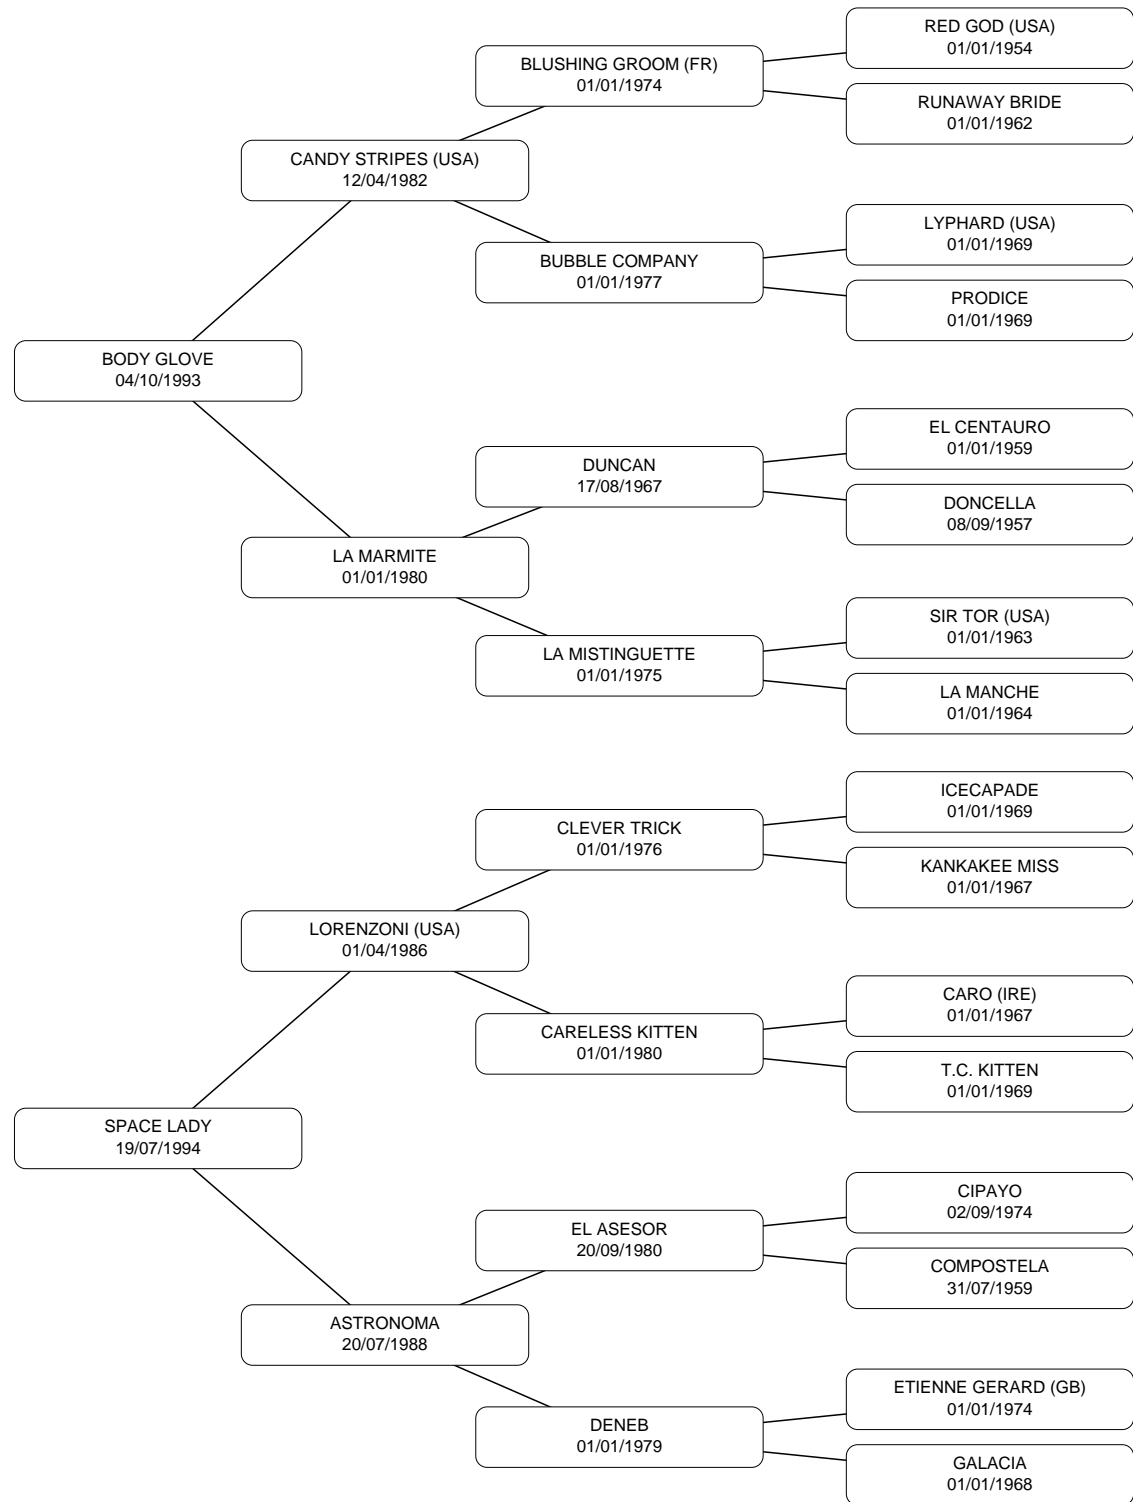 RED GOD (USA)
01/01/1954
BLUSHING GROOM (FR)
01/01/1974
RUNAWAY BRIDE
01/01/1962
CANDY STRIPES (USA)
12/04/1982
LYPHARD (USA)
01/01/1969
BUBBLE COMPANY
01/01/1977
PRODICE
01/01/1969
BODY GLOVE
04/10/1993
EL CENTAURO
01/01/1959
DUNCAN
17/08/1967
DONCELLA
08/09/1957
LA MARMITE
01/01/1980
SIR TOR (USA)
01/01/1963
LA MISTINGUETTE
01/01/1975
LA MANCHE
01/01/1964
ICECAPADE
01/01/1969
CLEVER TRICK
01/01/1976
KANKAKEE MISS
01/01/1967
LORENZONI (USA)
01/04/1986
CARO (IRE)
01/01/1967
CARELESS KITTEN
01/01/1980
T.C. KITTEN
01/01/1969
SPACE LADY
19/07/1994
CIPAYO
02/09/1974
EL ASESOR
20/09/1980
COMPOSTELA
31/07/1959
ASTRONOMA
20/07/1988
ETIENNE GERARD (GB)
01/01/1974
DENEB
01/01/1979
GALACIA
01/01/1968